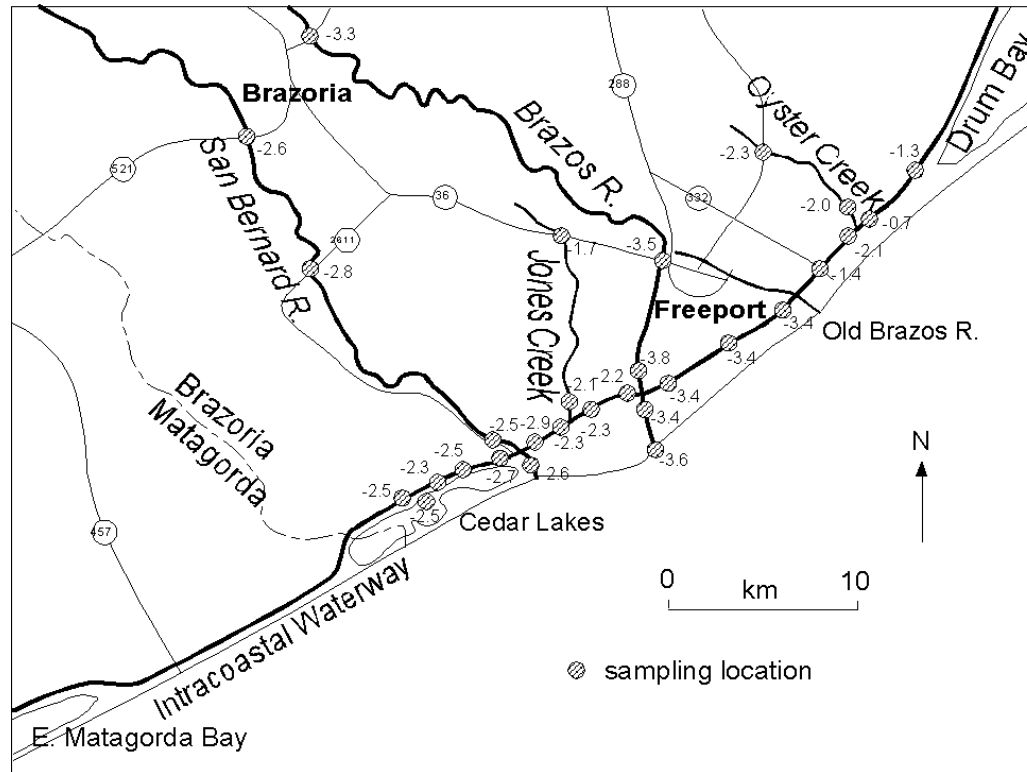 -3.3
Brazoria
288
Oyster Creek
Drum Bay
-2.6
Brazos R.
-2.3
-1.3
521
San Bernard R.
36
332
-2.0
-0.7
2611
-1.7
-3.5
-2.1
-2.8
Jones Creek
-1.4
Freeport
-3.4
Old Brazos R.
-3.4
Brazoria
Matagorda
-3.8
-2.1
-2.2
-3.4
-2.5
-2.9
-2.3
-2.3
-3.4
N
-2.5
-2.3
-2.7
-2.6
-3.6
-2.5
-2.5
Cedar Lakes
457
0
10
km
Intracoastal Waterway
sampling location
E. Matagorda Bay